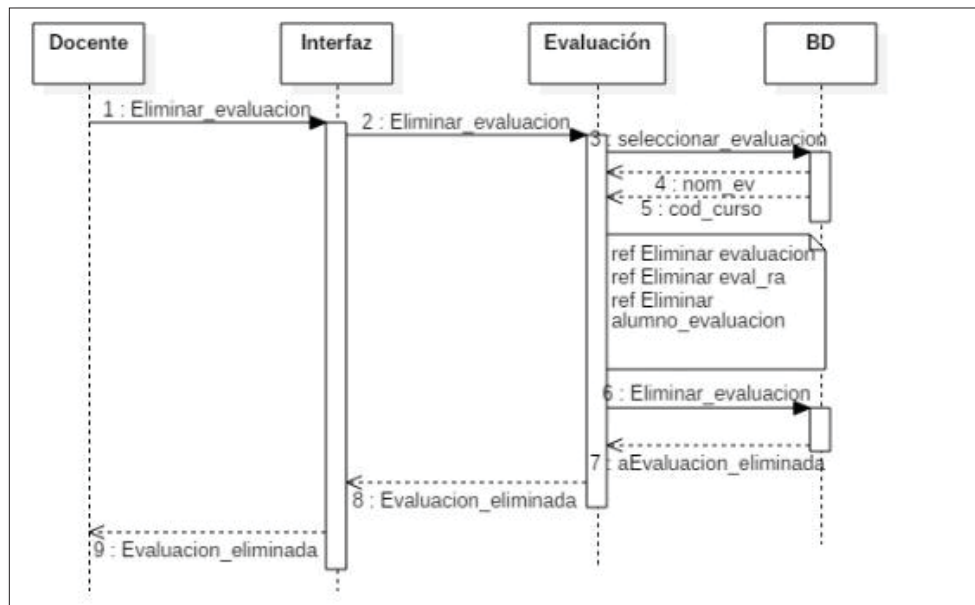 Docente
Interfaz
Evaluación
BD
1 : Eliminar_evaluacion
2 : Eliminar_evaluacion
3 : seleccionar_evaluacion
4 : nom_ev
5 : cod_curso
ref Eliminar evaluacion
ref Eliminar eval_ra
ref Eliminar
alumno_evaluacion
6 : Eliminar_evaluacion
7 : aEvaluacion_eliminada
8 : Evaluacion_eliminada
9 : Evaluacion_eliminada